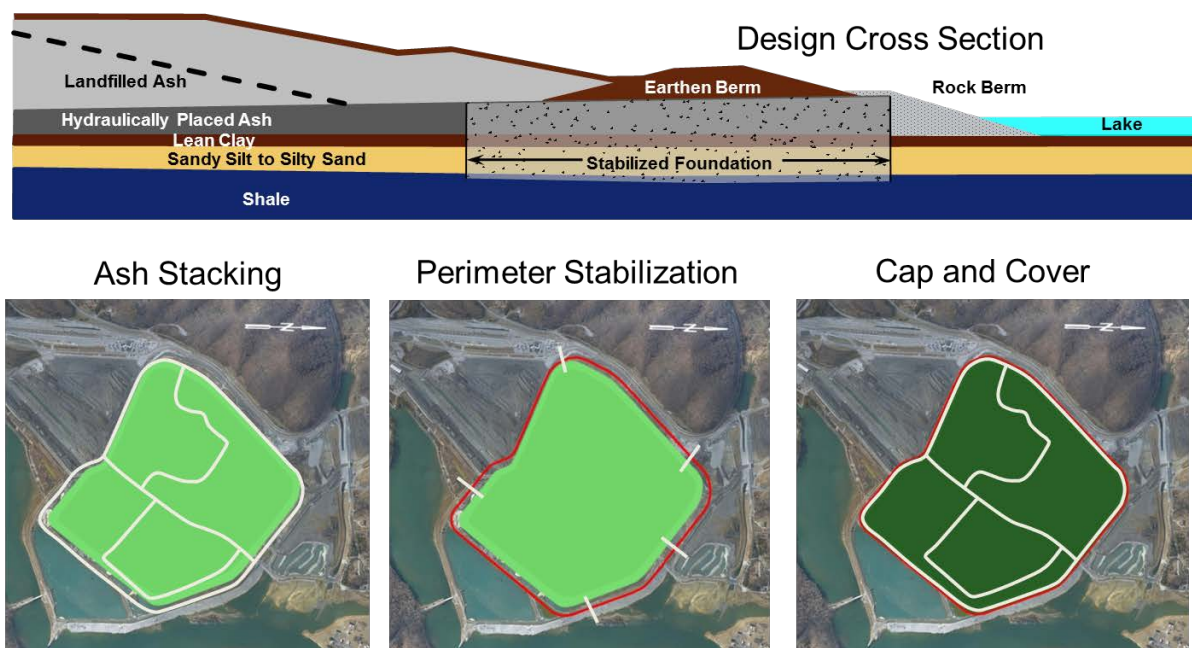 Design Cross Section
Landfilled Ash
Earthen Berm
Rock Berm
Hydraulically Placed Ash
Lake
Lean Clay
Sandy Silt to Silty Sand
Stabilized Foundation
Shale
Ash Stacking
Perimeter Stabilization
Cap and Cover
N
N
N